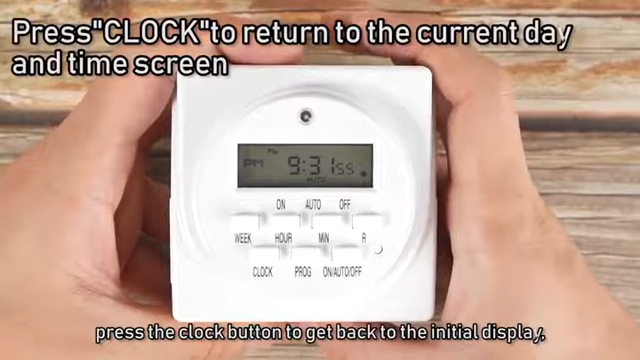 Press"CLOCK"to return to the current day
and time screen
PM 9:31 55
AUTO
ON AUTO OFF
WEEK HOUR MIN R
CLOCK PROG ON/AUTO/OFF
press the clock button to get back to the initial display,